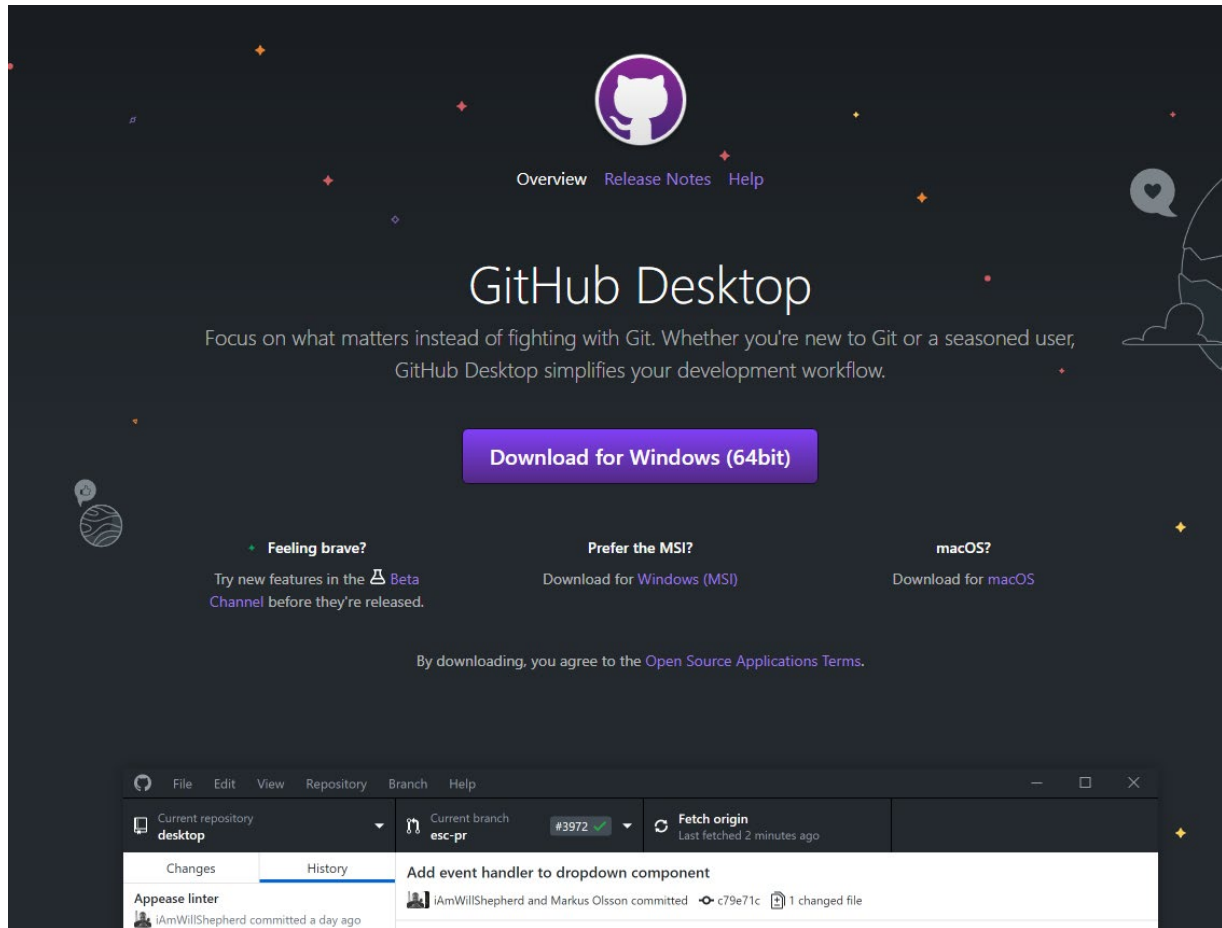 Overview Release Notes Help
GitHub Desktop
Focus on what matters instead of fighting with Git. Whether you're new to Git or a seasoned user,
GitHub Desktop simplifies your development workflow.
Download for Windows (64bit)
Feeling brave?
Try new features in the Beta
Channel before they're released.
Prefer the MSI?
Download for Windows (MSI)
macOS?
Download for macOS
By downloading, you agree to the Open Source Applications Terms.
File Edit View Repository Branch Help
Current repository
desktop
Current branch
esc-pr
#3972
Fetch origin
Last fetched 2 minutes ago
Changes History
Appease linter
iAmWillShepherd committed a day ago
Add event handler to dropdown component
iAmWillShepherd and Markus Olsson committed c79e71c 1 changed file